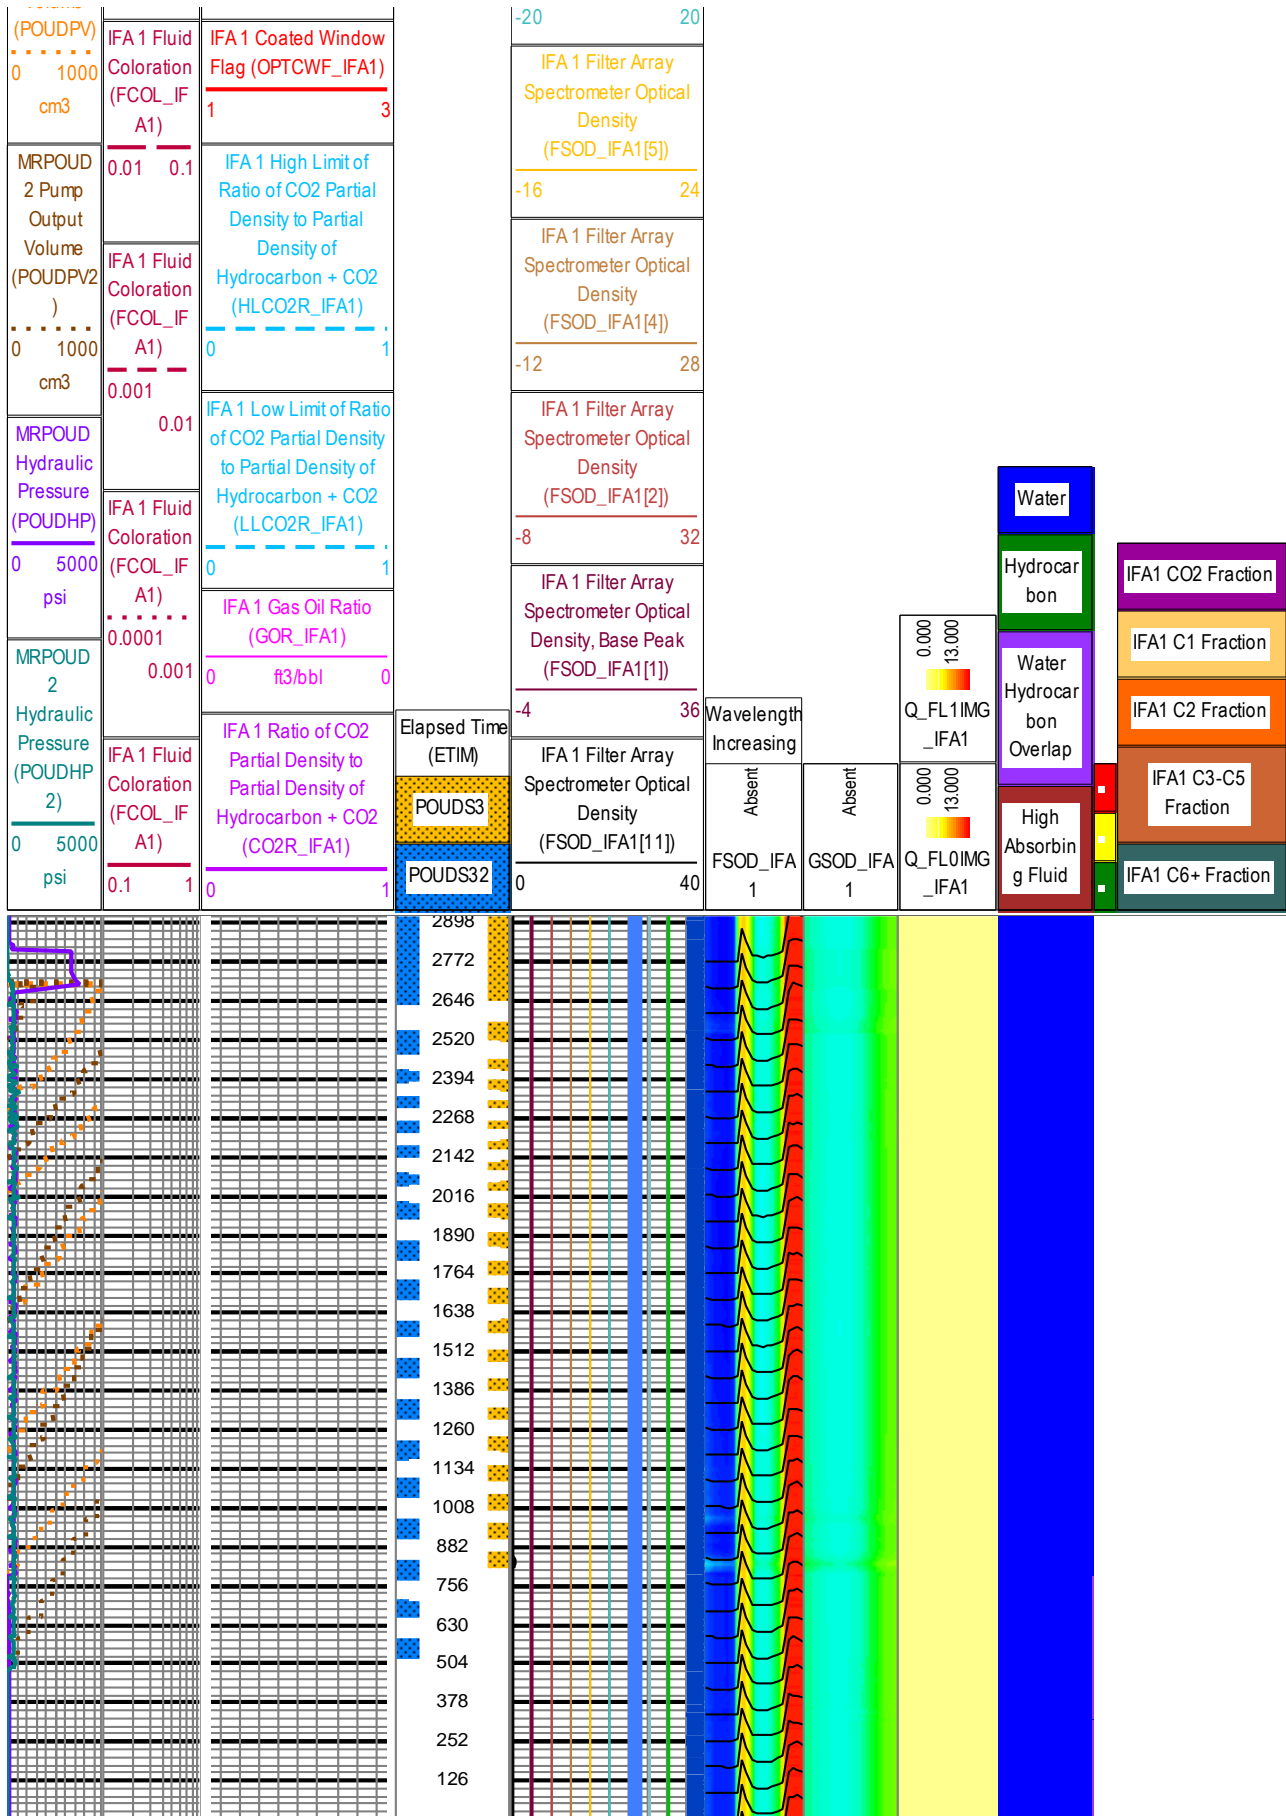 (POUDPV)
0 1000
cm3
MRPOUD
2 Pump
Output
Volume
(POUDPV2
)
0 1000
cm3
MRPOUD
Hydraulic
Pressure
(POUDHP)
0 5000
psi
MRPOUD
2
Hydraulic
Pressure
(POUDHP
2)
0 5000
psi
IFA 1 Fluid
Coloration
(FCOL_IF
A1)
0.01 0.1
IFA 1 Fluid
Coloration
(FCOL_IF
A1)
0.001
0.01
IFA 1 Fluid
Coloration
(FCOL_IF
A1)
0.0001
0.001
IFA 1 Fluid
Coloration
(FCOL_IF
A1)
0.1 1
IFA 1 Coated Window
Flag (OPTCWF_IFA1)
1 3
IFA 1 High Limit of
Ratio of CO2 Partial
Density to Partial
Density of
Hydrocarbon + CO2
(HLCO2R_IFA1)
0 1
IFA 1 Low Limit of Ratio
of CO2 Partial Density
to Partial Density of
Hydrocarbon + CO2
(LLCO2R_IFA1)
0 1
IFA 1 Gas Oil Ratio
(GOR_IFA1)
0 ft3/bbl 0
IFA 1 Ratio of CO2
Partial Density to
Partial Density of
Hydrocarbon + CO2
(CO2R_IFA1)
0 1
Elapsed Time
(ETIM)
POUDS3
POUDS32
-20 20
IFA 1 Filter Array
Spectrometer Optical
Density
(FSOD_IFA1[5])
-16 24
IFA 1 Filter Array
Spectrometer Optical
Density
(FSOD_IFA1[4])
-12 28
IFA 1 Filter Array
Spectrometer Optical
Density
(FSOD_IFA1[2])
-8 32
IFA 1 Filter Array
Spectrometer Optical
Density, Base Peak
(FSOD_IFA1[1])
-4 36
IFA 1 Filter Array
Spectrometer Optical
Density
(FSOD_IFA1[11])
0 40
Wavelength
Increasing
Absent
FSOD_IFA
1
Absent
GSOD_IFA
1
0.000
13.000
Q_FL1IMG
_IFA1
0.000
13.000
Q_FL0IMG
_IFA1
Water
Hydrocar
bon
Water
Hydrocar
bon
Overlap
High
Absorbin
g Fluid
IFA1 CO2 Fraction
IFA1 C1 Fraction
IFA1 C2 Fraction
IFA1 C3-C5
Fraction
IFA1 C6+ Fraction
2898
2772
2646
2520
2394
2268
2142
2016
1890
1764
1638
1512
1386
1260
1134
1008
882
756
630
504
378
252
126